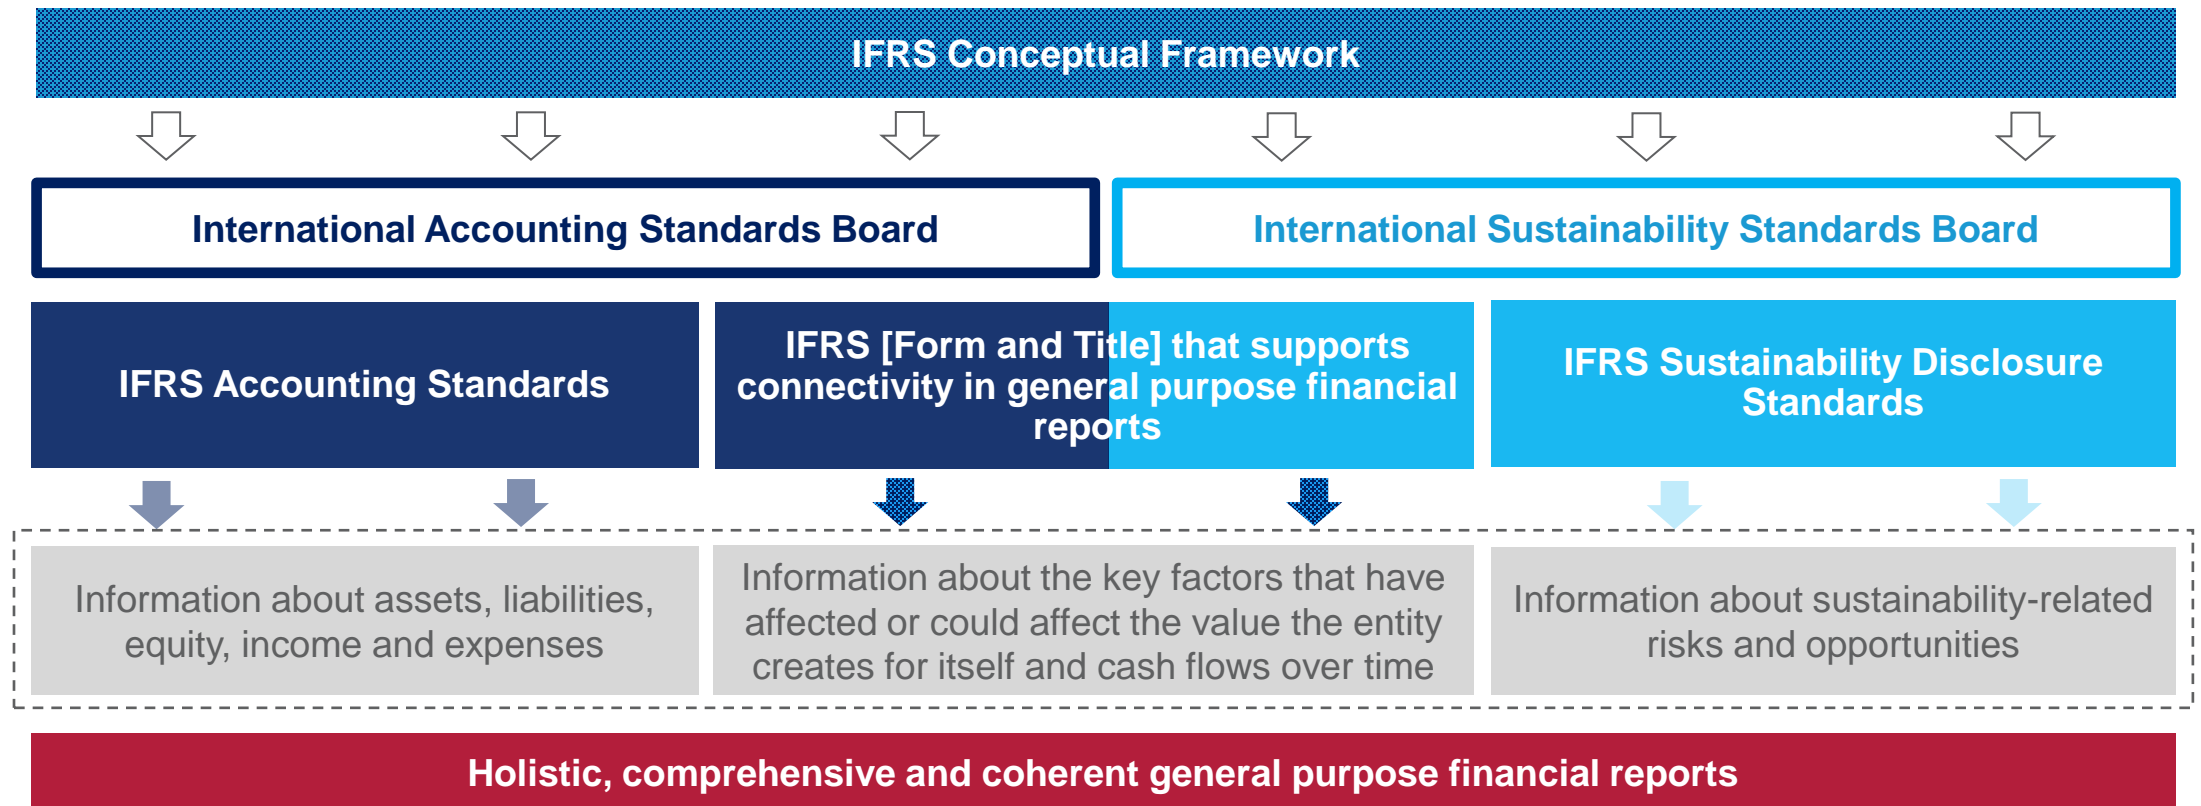 IFRS Conceptual Framework
International Accounting Standards Board
International Sustainability Standards Board
IFRS Accounting Standards
IFRS [Form and Title] that supports
connectivity in general purpose financial
reports
IFRS Sustainability Disclosure
Standards
Information about assets, liabilities,
equity, income and expenses
Information about the key factors that have
affected or could affect the value the entity
creates for itself and cash flows over time
Information about sustainability-related
risks and opportunities
Holistic, comprehensive and coherent general purpose financial reports